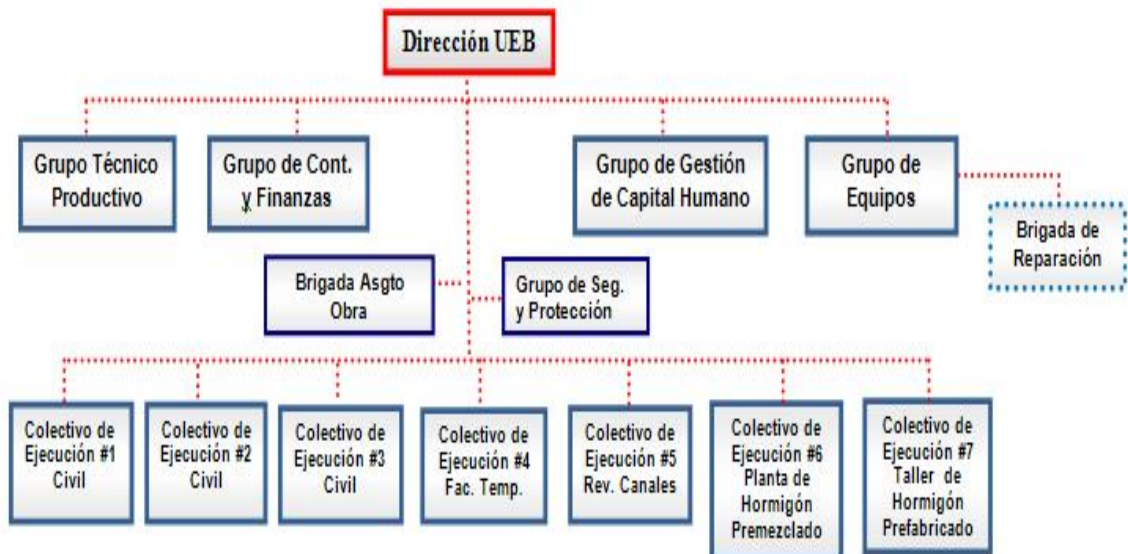 Dirección UEB
Grupo Técnico
Productivo
Grupo de Cont.
y Finanzas
Grupo de Gestión
de Capital Humano
Grupo de
Equipos
Brigada de
Reparación
Brigada Asgto
Obra
Grupo de Seg.
y Protección
Colectivo de
Ejecución #1
Civil
Colectivo de
Ejecución #2
Civil
Colectivo de
Ejecución #3
Civil
Colectivo de
Ejecución #4
Fac. Temp.
Colectivo de
Ejecución #5
Rev. Canales
Colectivo de
Ejecución #6
Planta de
Hormigón
Premezclado
Colectivo de
Ejecución #7
Taller de
Hormigón
Prefabricado